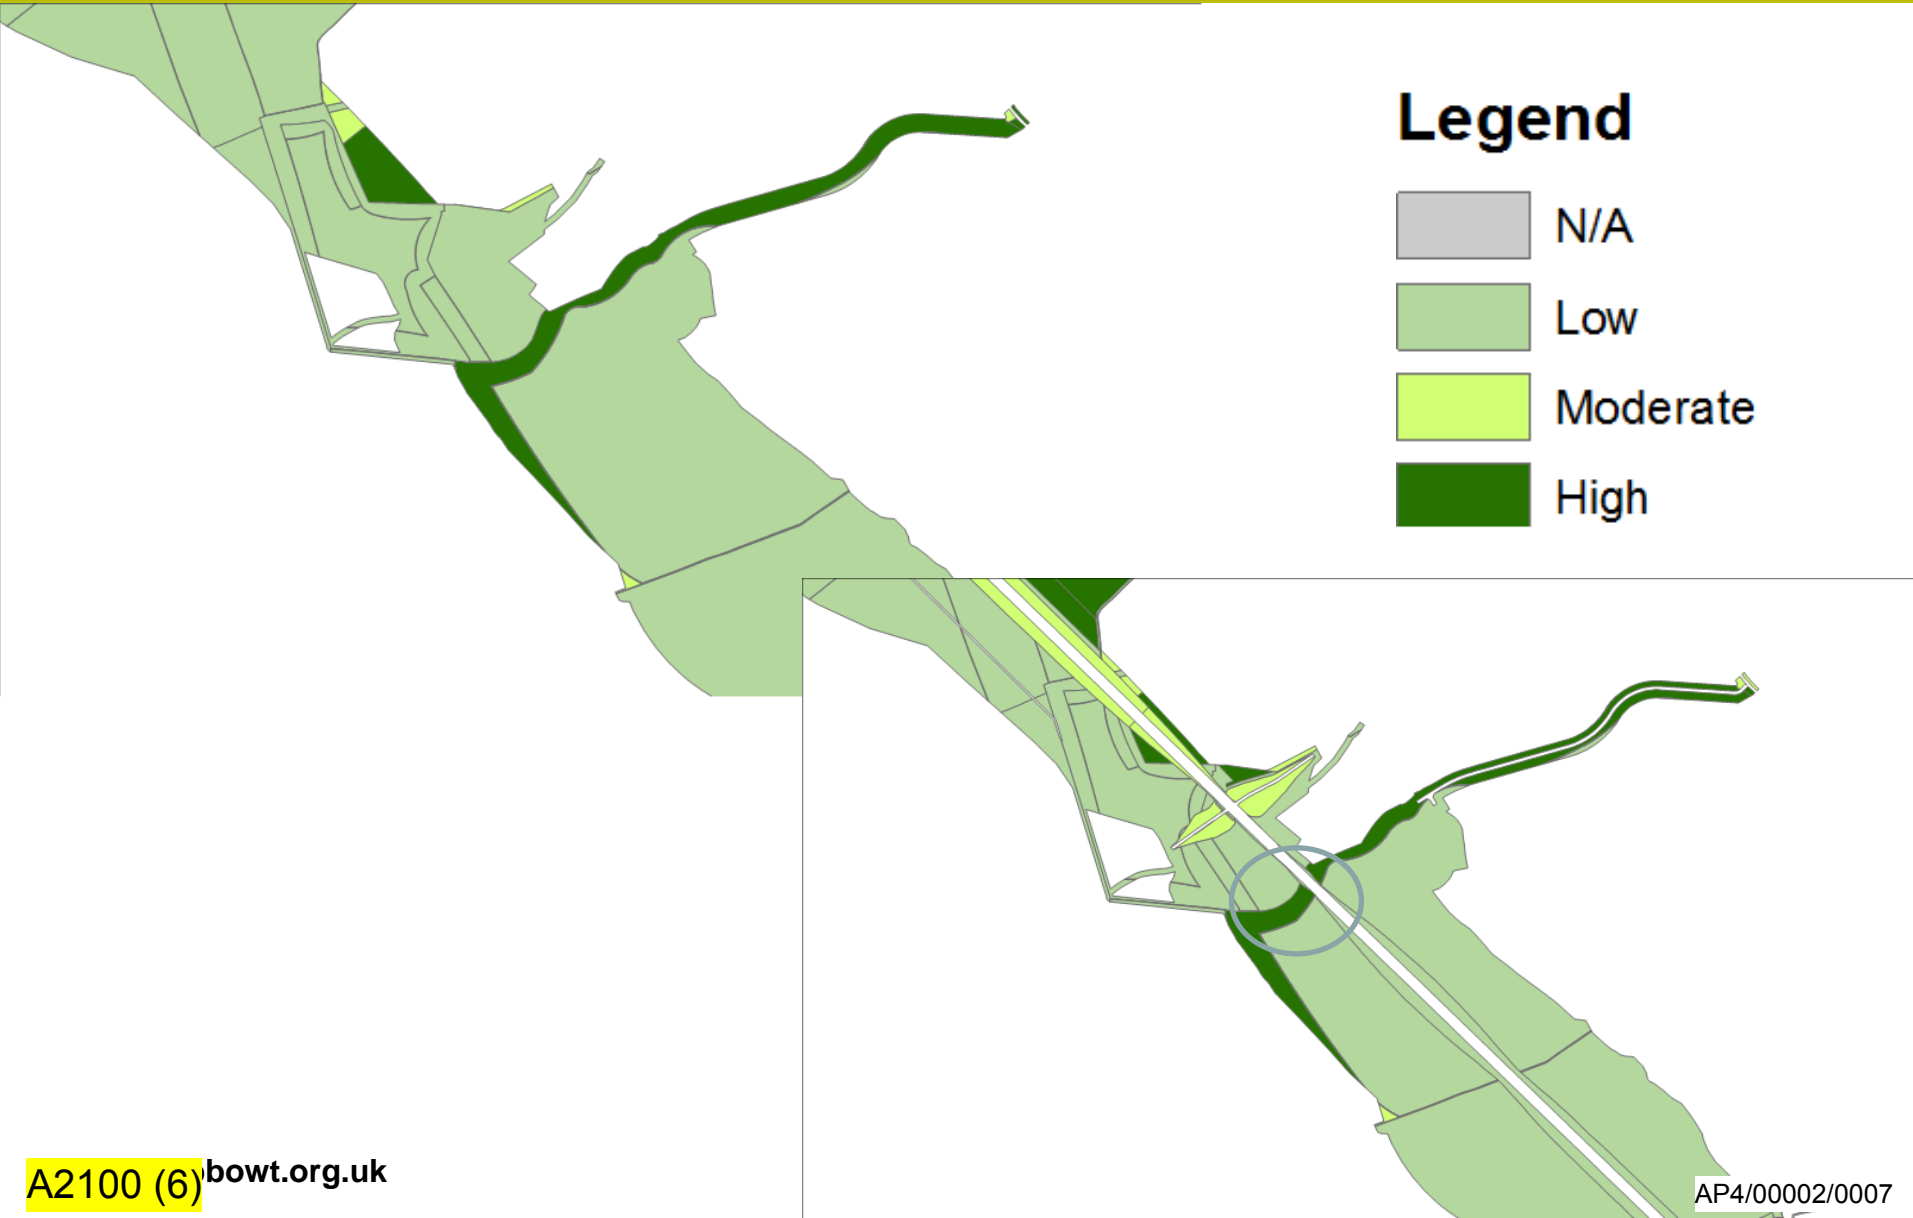 Legend
N/A
Low
Moderate
High
A2100 (6)
bowt.org.uk
AP4/00002/0007